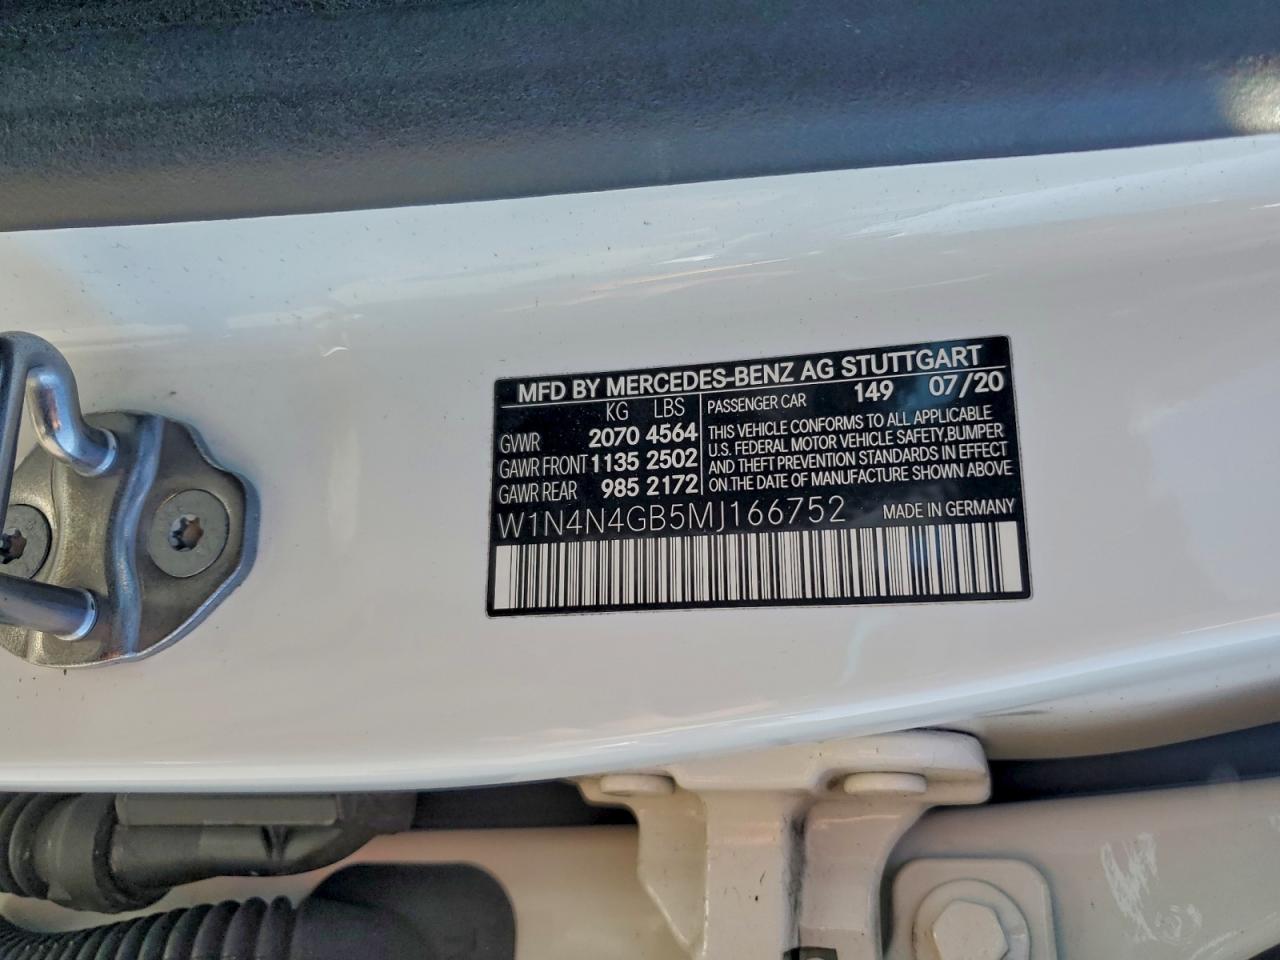 MFD BY MERCEDES-BENZ AG STUTTGART
KG LBS
GVWR 2070 4564
GAWR FRONT 1135 2502
GAWR REAR 985 2172
PASSENGER CAR 149 07/20
THIS VEHICLE CONFORMS TO ALL APPLICABLE
U.S. FEDERAL MOTOR VEHICLE SAFETY,BUMPER
AND THEFT PREVENTION STANDARDS IN EFFECT
ON THE DATE OF MANUFACTURE SHOWN ABOVE.
W1N4N4GB5MJ166752 MADE IN GERMANY